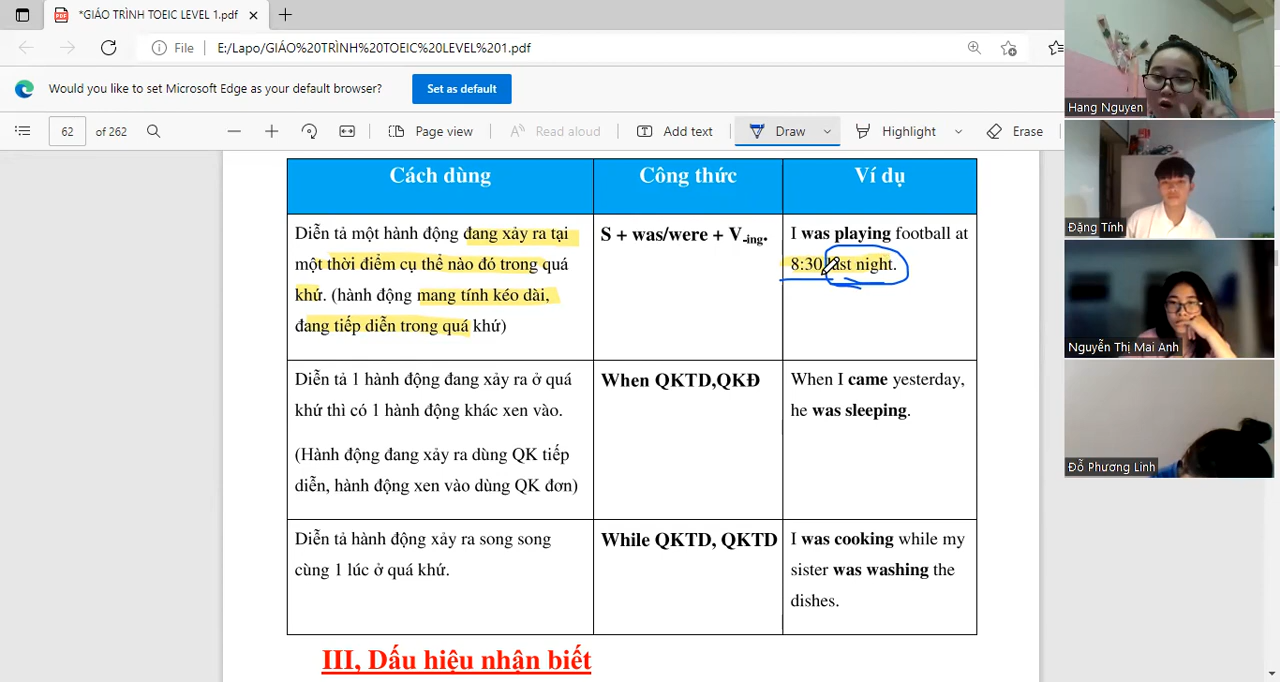 *GIÁO TRÌNH TOEIC LEVEL 1.pdf
File
E:/Lapo/GIÁO%20TRÌNH%20TOEIC%20LEVEL%201.pdf
Would you like to set Microsoft Edge as your default browser?
Set as default
62
of 262
Page view
Read aloud
Add text
Draw
Highlight
Erase
Cách dùng
Công thức
Ví dụ
Diễn tả một hành động đang xảy ra tại
một thời điểm cụ thể nào đó trong quá
khứ. (hành động mang tính kéo dài,
đang tiếp diễn trong quá khứ)
S + was/were + V-ing.
I was playing football at
8:30 last night.
Diễn tả 1 hành động đang xảy ra ở quá
khứ thì có 1 hành động khác xen vào.
(Hành động đang xảy ra dùng QK tiếp
diễn, hành động xen vào dùng QK đơn)
When QKTD,QKĐ
When I came yesterday,
he was sleeping.
Diễn tả hành động xảy ra song song
cùng 1 lúc ở quá khứ.
While QKTD, QKTD
I was cooking while my
sister was washing the
dishes.
III, Dấu hiệu nhận biết
Hang Nguyen
Đặng Tính
Nguyễn Thị Mai Anh
Đỗ Phương Linh